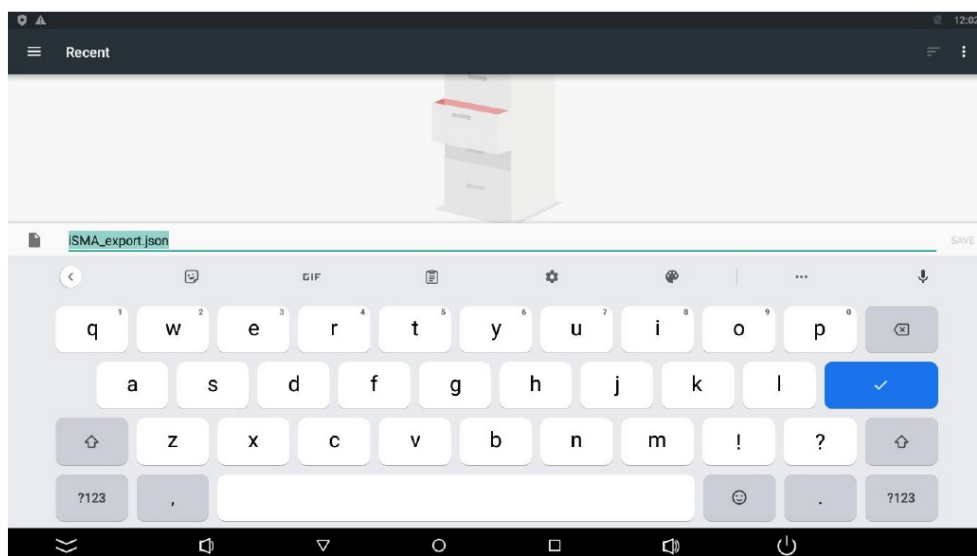 12:02
Recent
iSMA_export.json
SAVE
GIF
q 1 w 2 e 3 r 4 t 5 y 6 u 7 i 8 o 9 p 0
a s d f g h j k l
z x c v b n m ! ?
?123 , . ?123